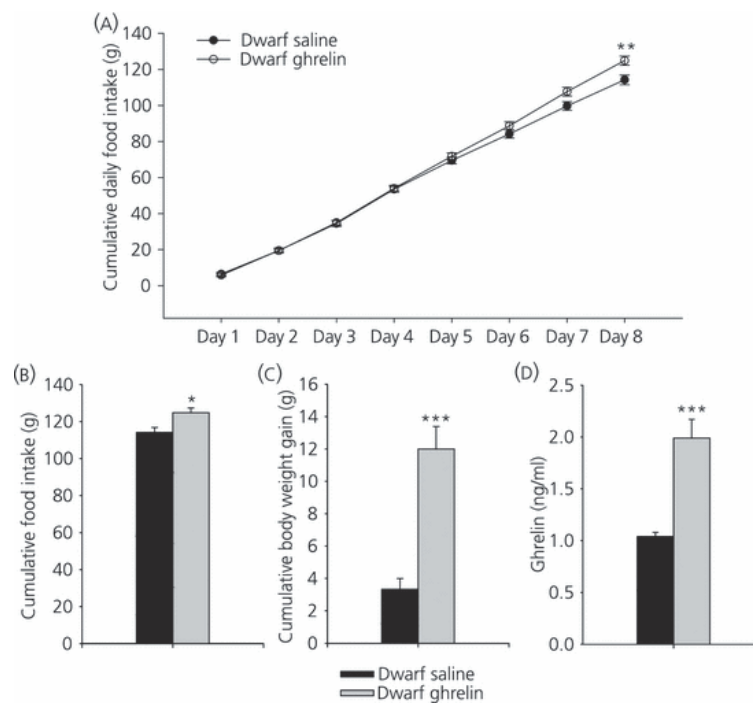 (A)
Dwarf saline
Dwarf ghrelin
**
Cumulative daily food intake (g)
140
120
100
80
60
40
20
0
Day 1 Day 2 Day 3 Day 4 Day 5 Day 6 Day 7 Day 8
(B)
Cumulative food intake (g)
140
120
100
80
60
40
20
0
*
(C)
Cumulative body weight gain (g)
16
14
12
10
8
6
4
2
0
***
(D)
Ghrelin (ng/ml)
2.5
2.0
1.5
1.0
0.5
0.0
***
Dwarf saline
Dwarf ghrelin